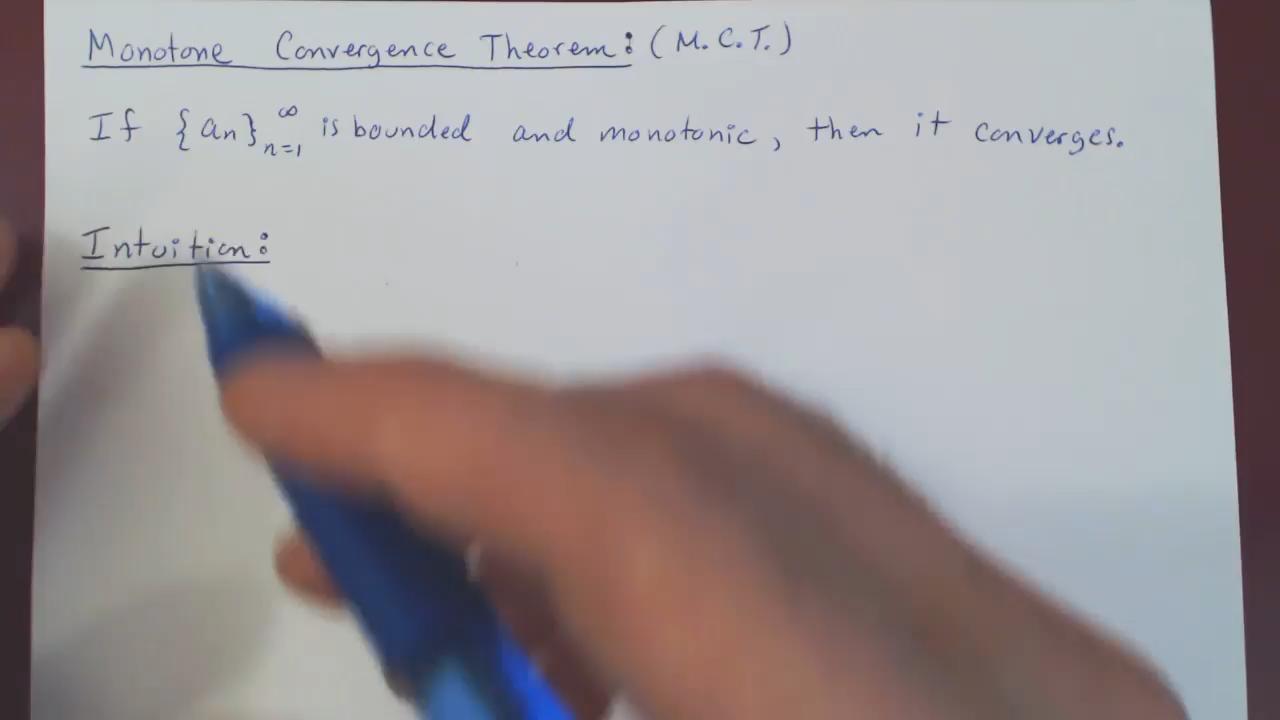 Monotone Convergence Theorem: (M.C.T.)
If {an}∞n=1 is bounded and monotonic, then it converges.
Intuition: